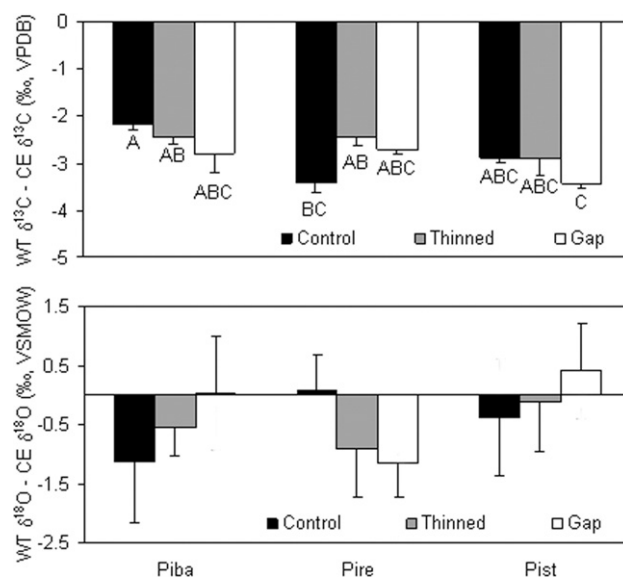 WT δ¹³C - CE δ¹³C (‰, VPDB)
0
-1
-2
-3
-4
-5
A
AB
ABC
BC
AB
ABC
ABC
ABC
C
Control Thinned Gap
WT δ¹⁸O - CE δ¹⁸O (‰, VSMOW)
1.5
0.5
-0.5
-1.5
-2.5
Control Thinned Gap
Piba Pire Pist